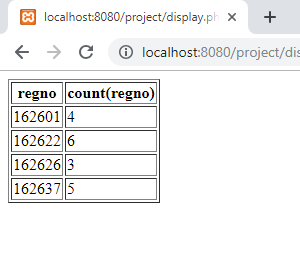 localhost:8080/project/display.ph
localhost:8080/project/dis
regno count(regno)
162601 4
162622 6
162626 3
162637 5